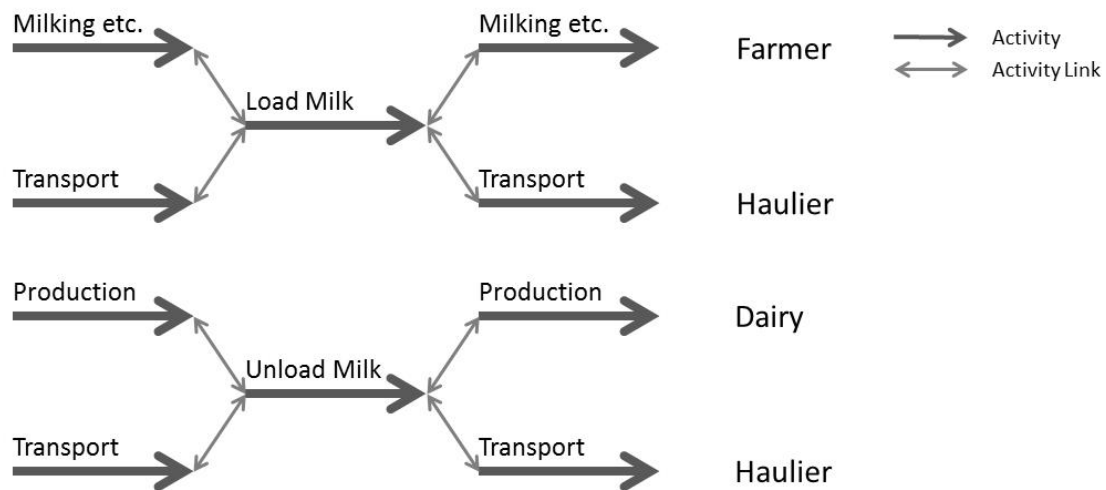 Milking etc.
Milking etc.
Farmer
Activity
Activity Link
Load Milk
Transport
Transport
Haulier
Production
Production
Dairy
Unload Milk
Transport
Transport
Haulier